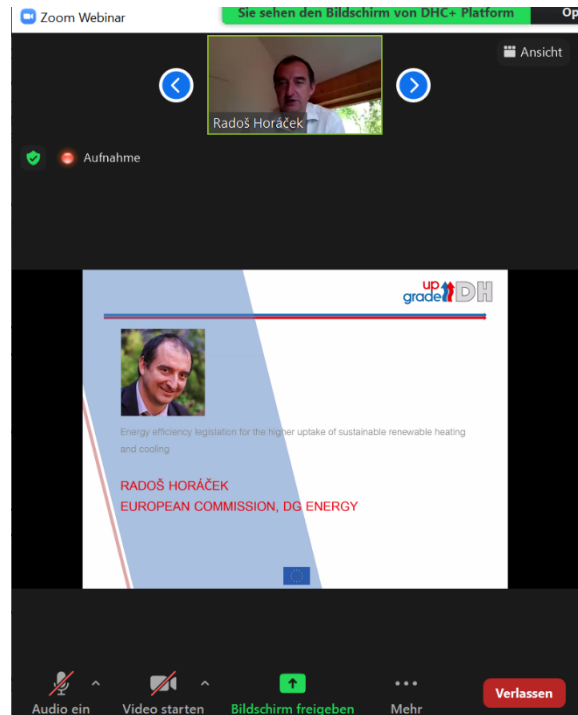 Zoom Webinar
Sie sehen den Bildschirm von DHC+ Platform
Op
Ansicht
Radoš Horáček
Aufnahme
up
grade DH
Energy efficiency legislation for the higher uptake of sustainable renewable heating
and cooling
RADOŠ HORÁČEK
EUROPEAN COMMISSION, DG ENERGY
Audio ein
Video starten
Bildschirm freigeben
Mehr
Verlassen